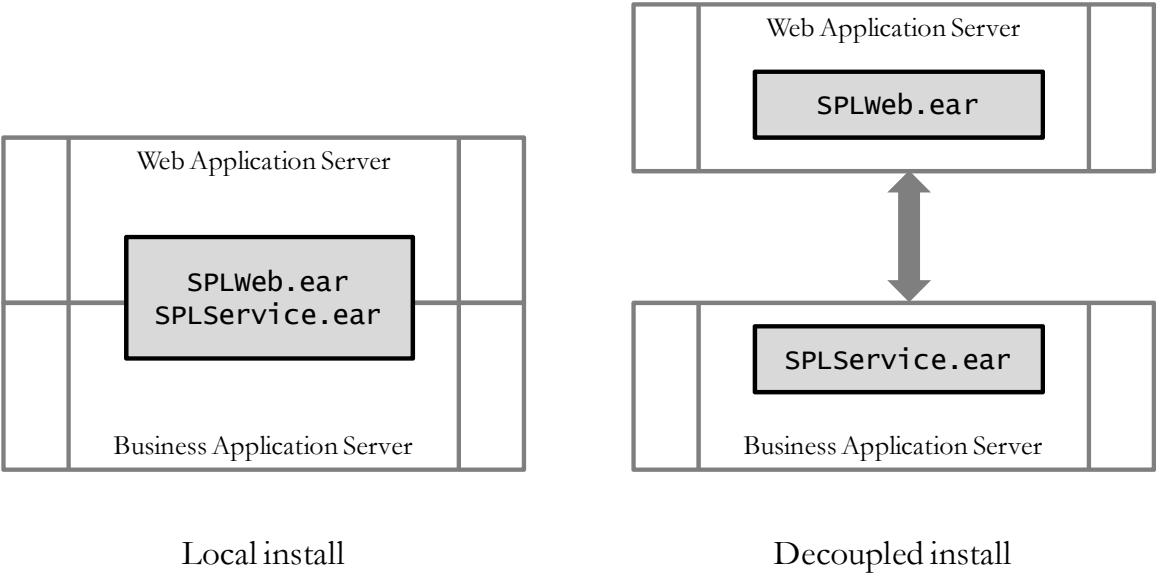 Web Application Server
SPLWeb.ear
SPLService.ear
Business Application Server
Local install
Web Application Server
SPLWeb.ear
SPLService.ear
Business Application Server
Decoupled install